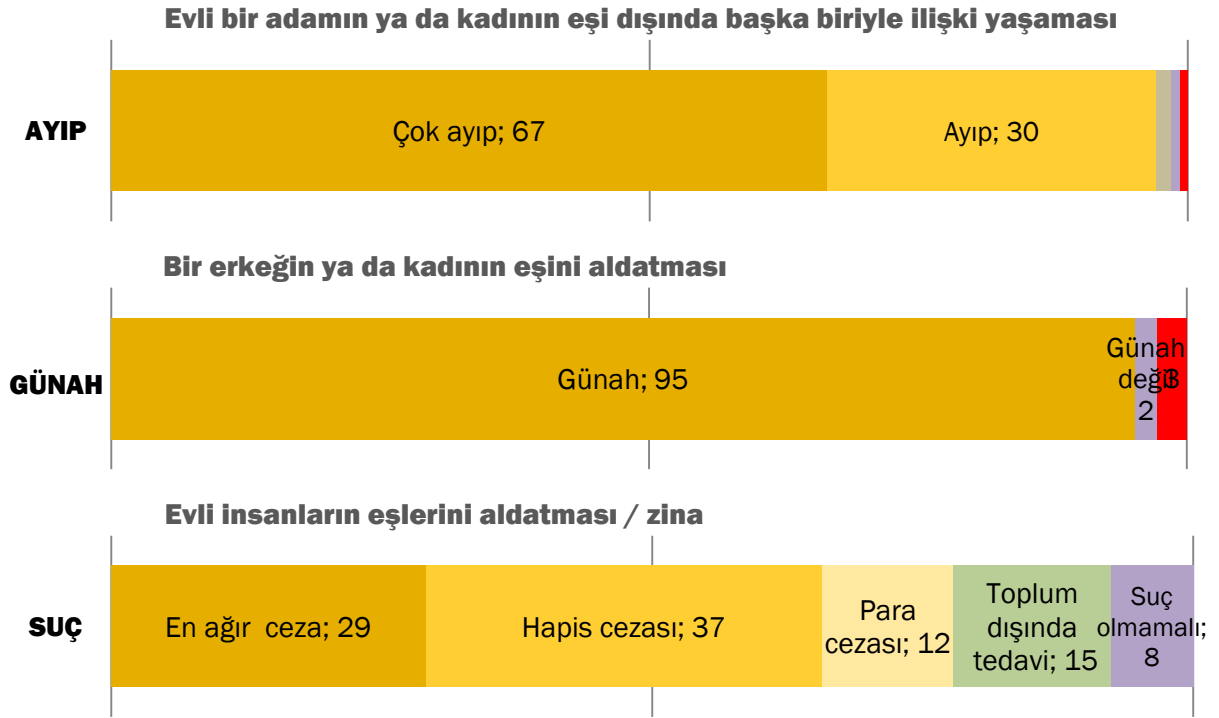 Evli bir adamın ya da kadının eşi dışında başka biriyle ilişki yaşaması
AYIP
Çok ayıp; 67
Ayıp; 30
Bir erkeğin ya da kadının eşini aldatması
GÜNAH
Günah; 95
Günah
değil
2
3
Evli insanların eşlerini aldatması / zina
SUÇ
En ağır  ceza; 29
Hapis cezası; 37
Para
cezası; 12
Toplum
dışında
tedavi; 15
Suç
olmamalı;
8